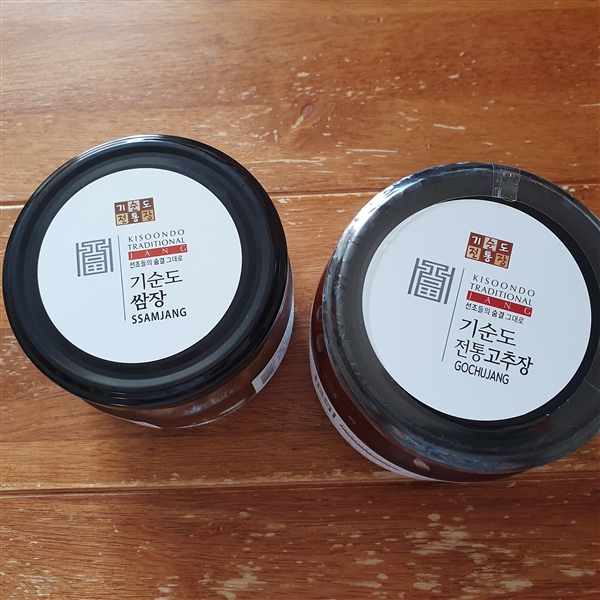 기순도
전통장
KISOONDO
TRADITIONAL
JANG
선조들의 숨결 그대로
기순도
쌈장
SSAMJANG
기순도
전통장
KISOONDO
TRADITIONAL
JANG
선조들의 숨결 그대로
기순도
전통고추장
GOCHUJANG